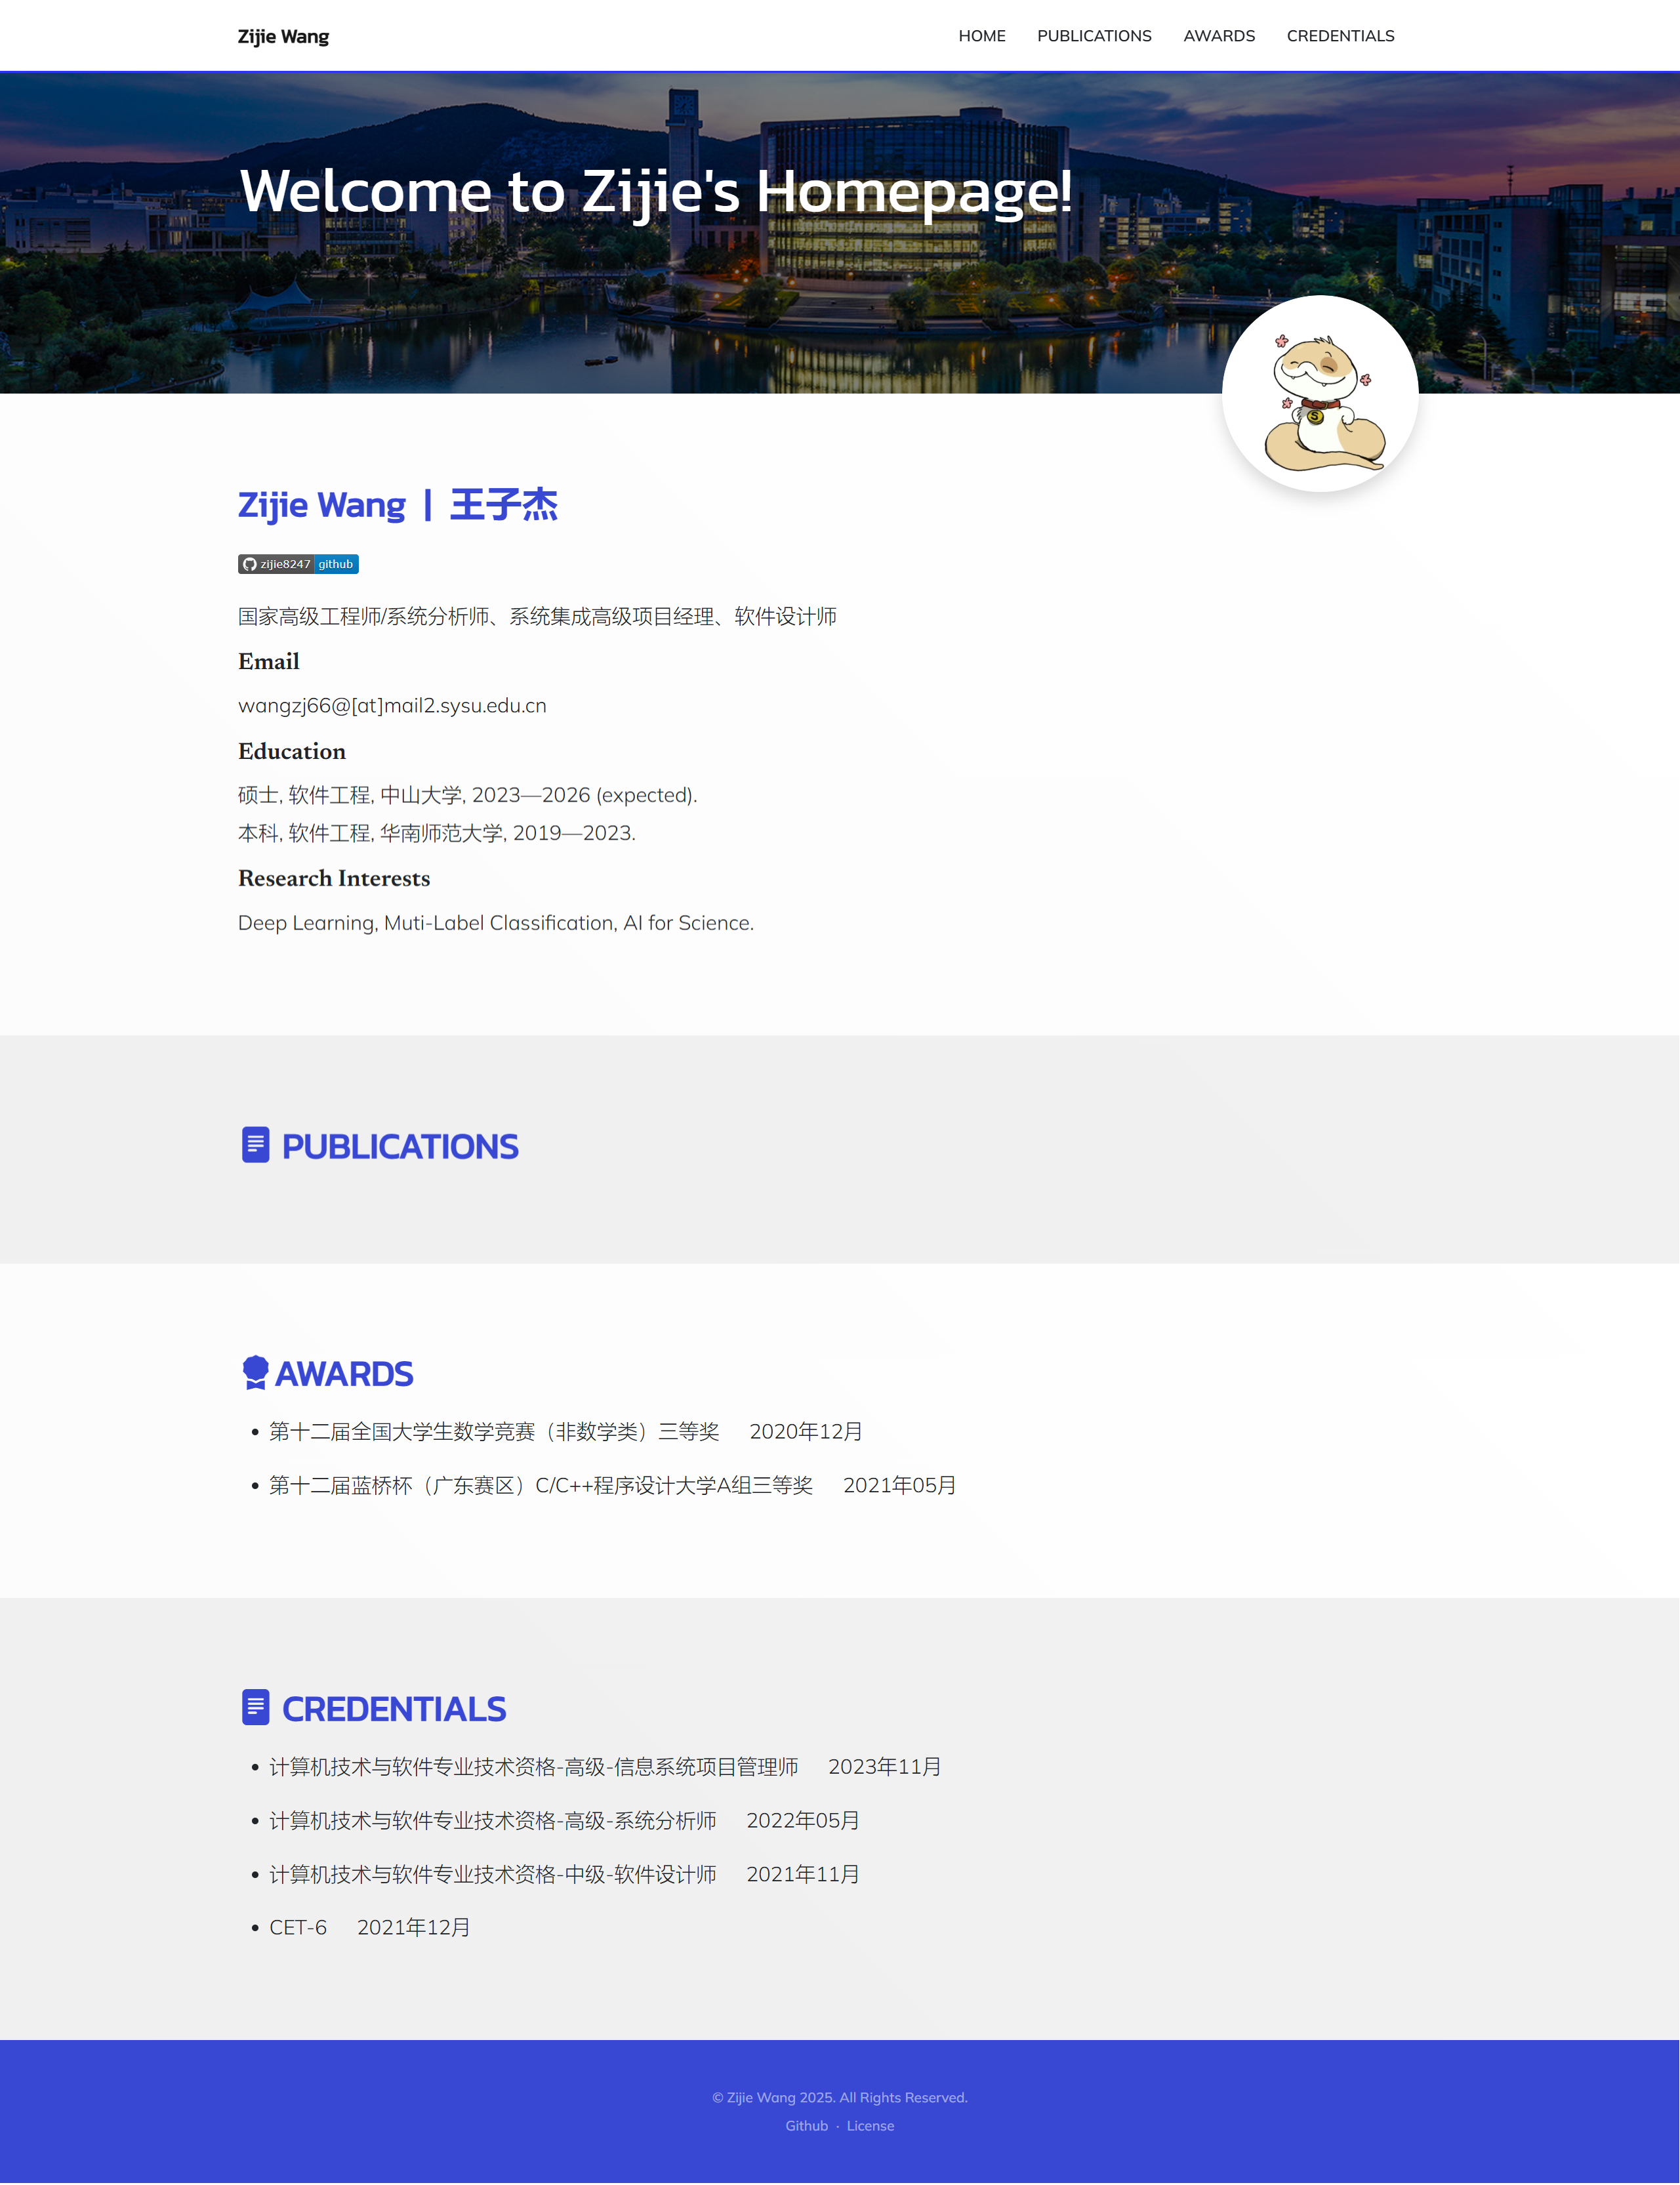 Zijie Wang
HOME PUBLICATIONS AWARDS CREDENTIALS
Welcome to Zijie's Homepage!
S
Zijie Wang | 王子杰
zijie8247 github
国家高级工程师/系统分析师、系统集成高级项目经理、软件设计师
Email
wangzj66@[at]mail2.sysu.edu.cn
Education
硕士, 软件工程, 中山大学, 2023—2026 (expected).
本科, 软件工程, 华南师范大学, 2019—2023.
Research Interests
Deep Learning, Muti-Label Classification, AI for Science.
PUBLICATIONS
AWARDS
第十二届全国大学生数学竞赛（非数学类）三等奖 2020年12月
第十二届蓝桥杯（广东赛区）C/C++程序设计大学A组三等奖 2021年05月
CREDENTIALS
计算机技术与软件专业技术资格-高级-信息系统项目管理师 2023年11月
计算机技术与软件专业技术资格-高级-系统分析师 2022年05月
计算机技术与软件专业技术资格-中级-软件设计师 2021年11月
CET-6 2021年12月
© Zijie Wang 2025. All Rights Reserved.
Github · License